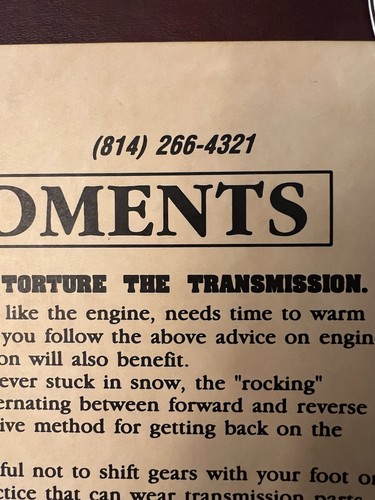 (814) 266-4321
OMENTS
TORTURE THE TRANSMISSION.
like the engine, needs time to warm
you follow the above advice on engin
on will also benefit.
ever stuck in snow, the "rocking"
ernating between forward and reverse
ive method for getting back on the
ful not to shift gears with your foot or
ctice that can wear transmission parts